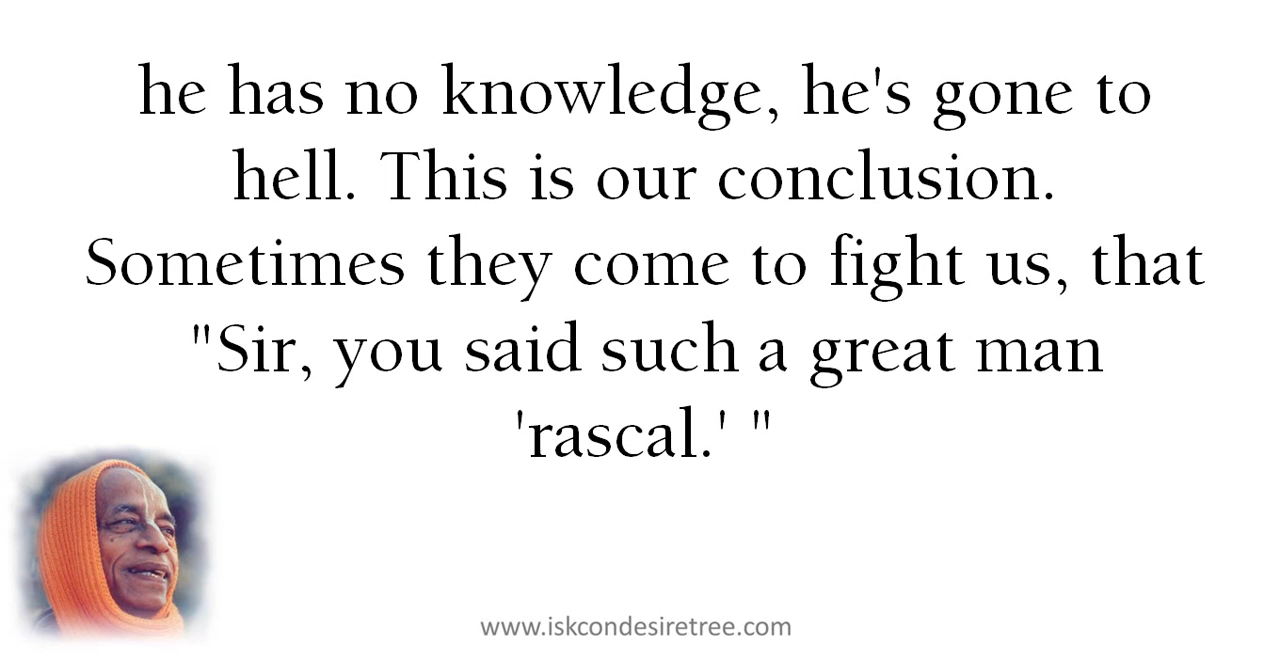 he has no knowledge, he's gone to
hell. This is our conclusion.
Sometimes they come to fight us, that
"Sir, you said such a great man
'rascal.' "
www.iskcondesiretree.com